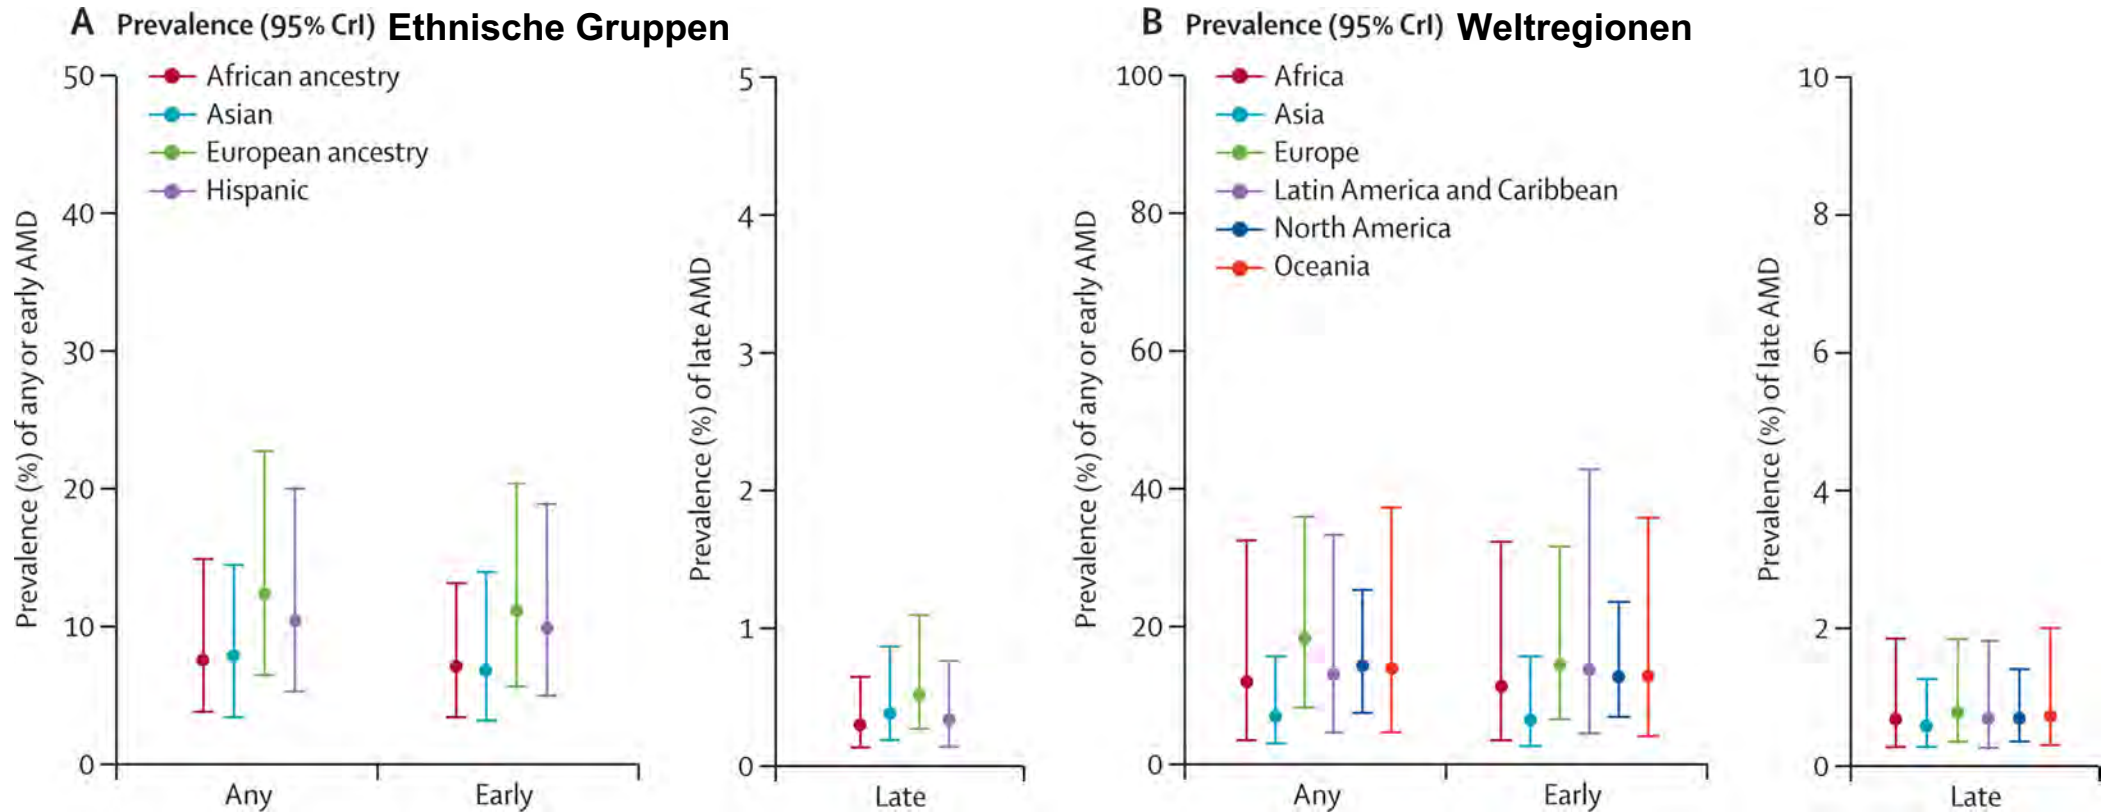 A Prevalence (95% CrI) Ethnische Gruppen
African ancestry
Asian
European ancestry
Hispanic
Prevalence (%) of any or early AMD
50
40
30
20
10
0
Any
Early
Prevalence (%) of late AMD
5
4
3
2
1
0
Late
B Prevalence (95% CrI) Weltregionen
Africa
Asia
Europe
Latin America and Caribbean
North America
Oceania
Prevalence (%) of any or early AMD
100
80
60
40
20
0
Any
Early
Prevalence (%) of late AMD
10
8
6
4
2
0
Late